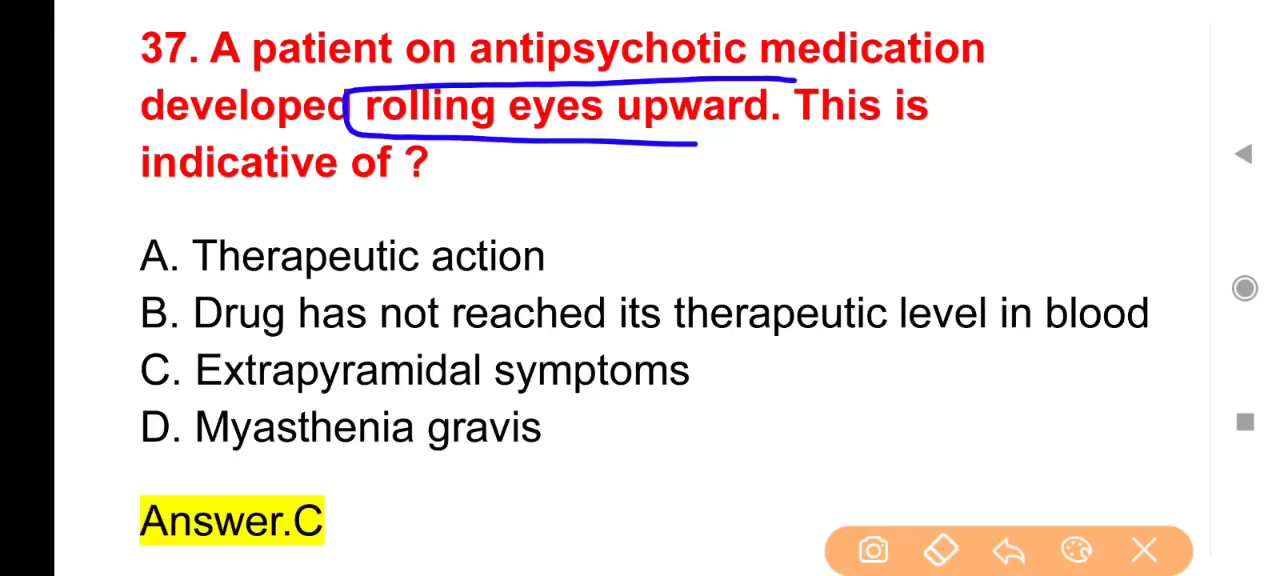 37. A patient on antipsychotic medication
developed rolling eyes upward. This is
indicative of ?
A. Therapeutic action
B. Drug has not reached its therapeutic level in blood
C. Extrapyramidal symptoms
D. Myasthenia gravis
Answer.C